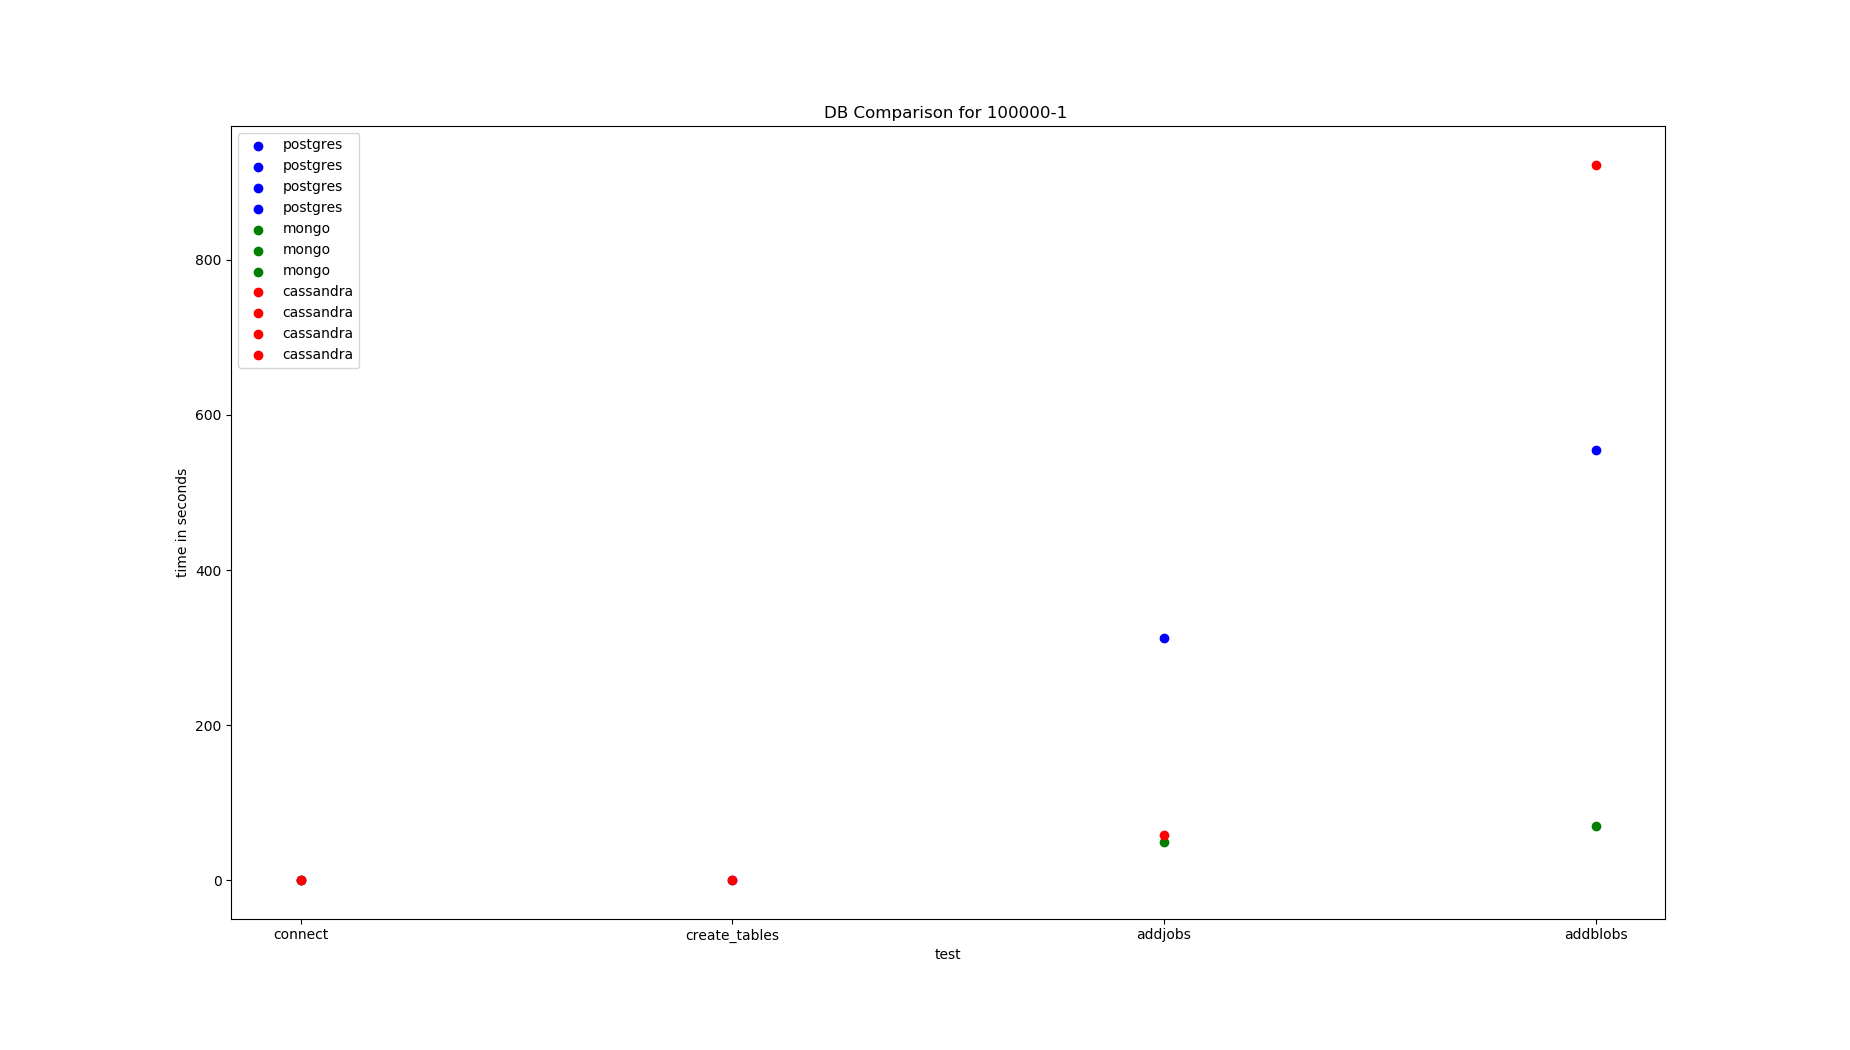 DB Comparison for 100000-1
postgres
postgres
postgres
postgres
mongo
mongo
mongo
cassandra
cassandra
cassandra
cassandra
time in seconds
800
600
400
200
0
connect
create_tables
addjobs
addblobs
test